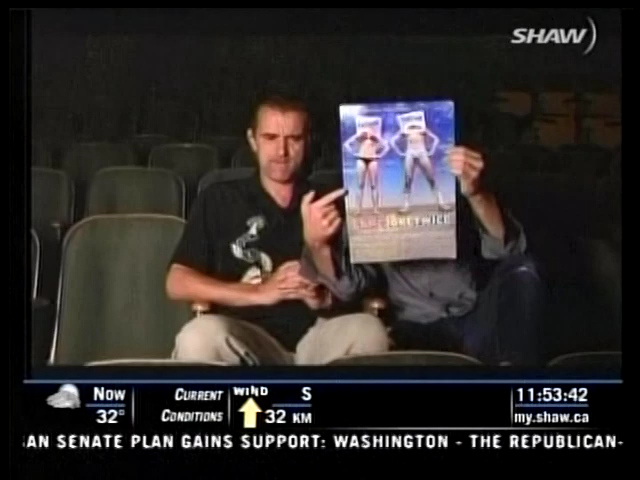 SHAW)
Now
32°
CURRENT
CONDITIONS
WIND S
32 KM
11:53:42
my.shaw.ca
AN SENATE PLAN GAINS SUPPORT: WASHINGTON - THE REPUBLICAN-